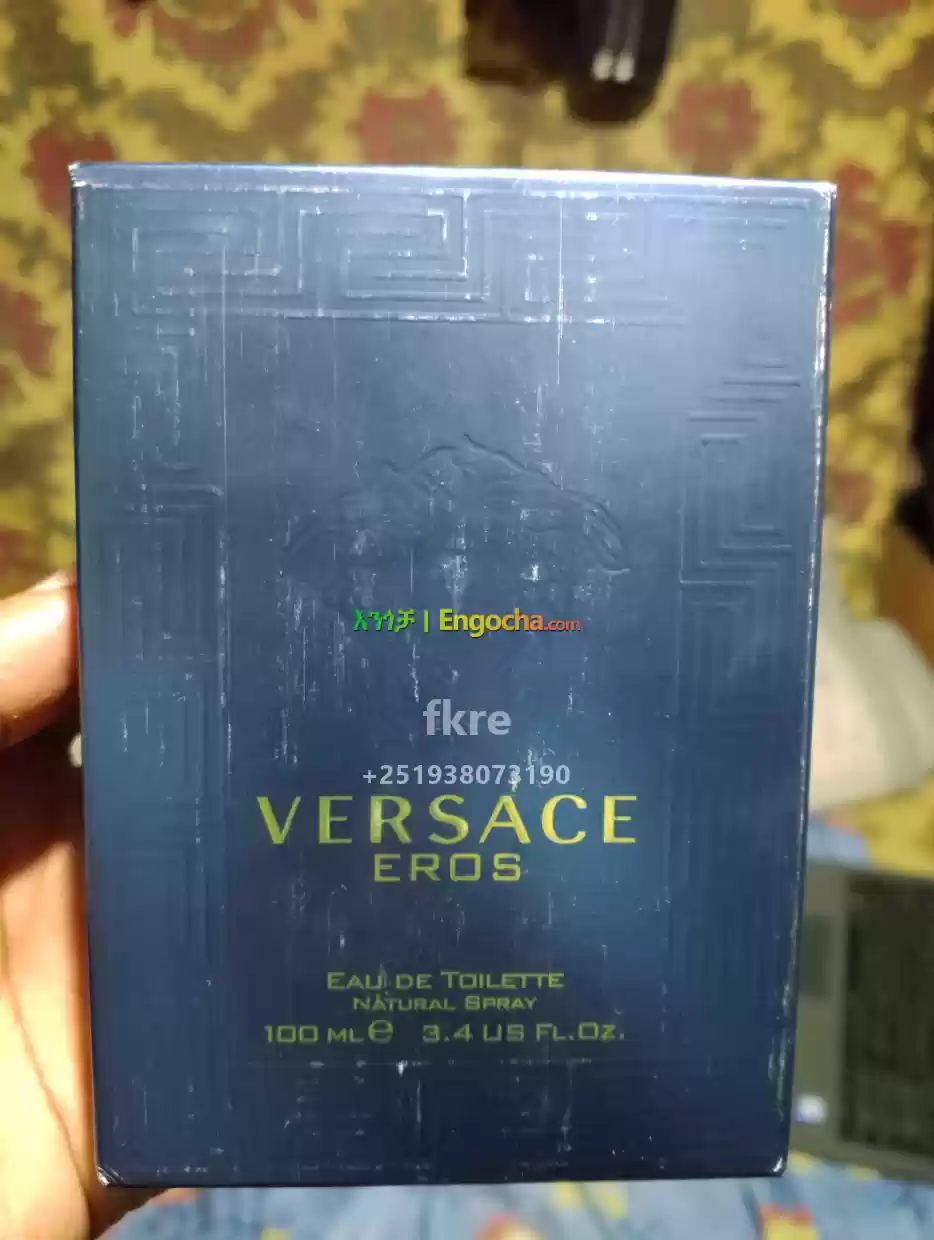 እንጎቻ | Engocha.com
fkre
+251938073190
VERSACE
EROS
EAU DE TOILETTE
NATURAL SPRAY
100 ML ℮ 3.4 US FL.OZ.